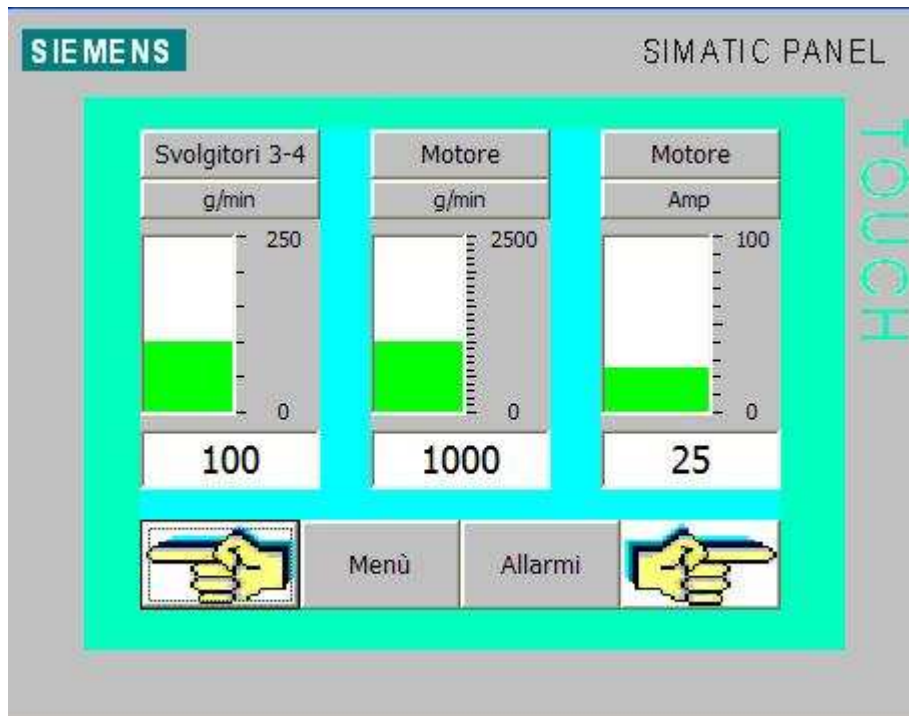 SIEMENS
SIMATIC PANEL
TOUCH
Svolgitori 3-4
g/min
250
0
100
Motore
g/min
2500
0
1000
Motore
Amp
100
0
25
Menù
Allarmi